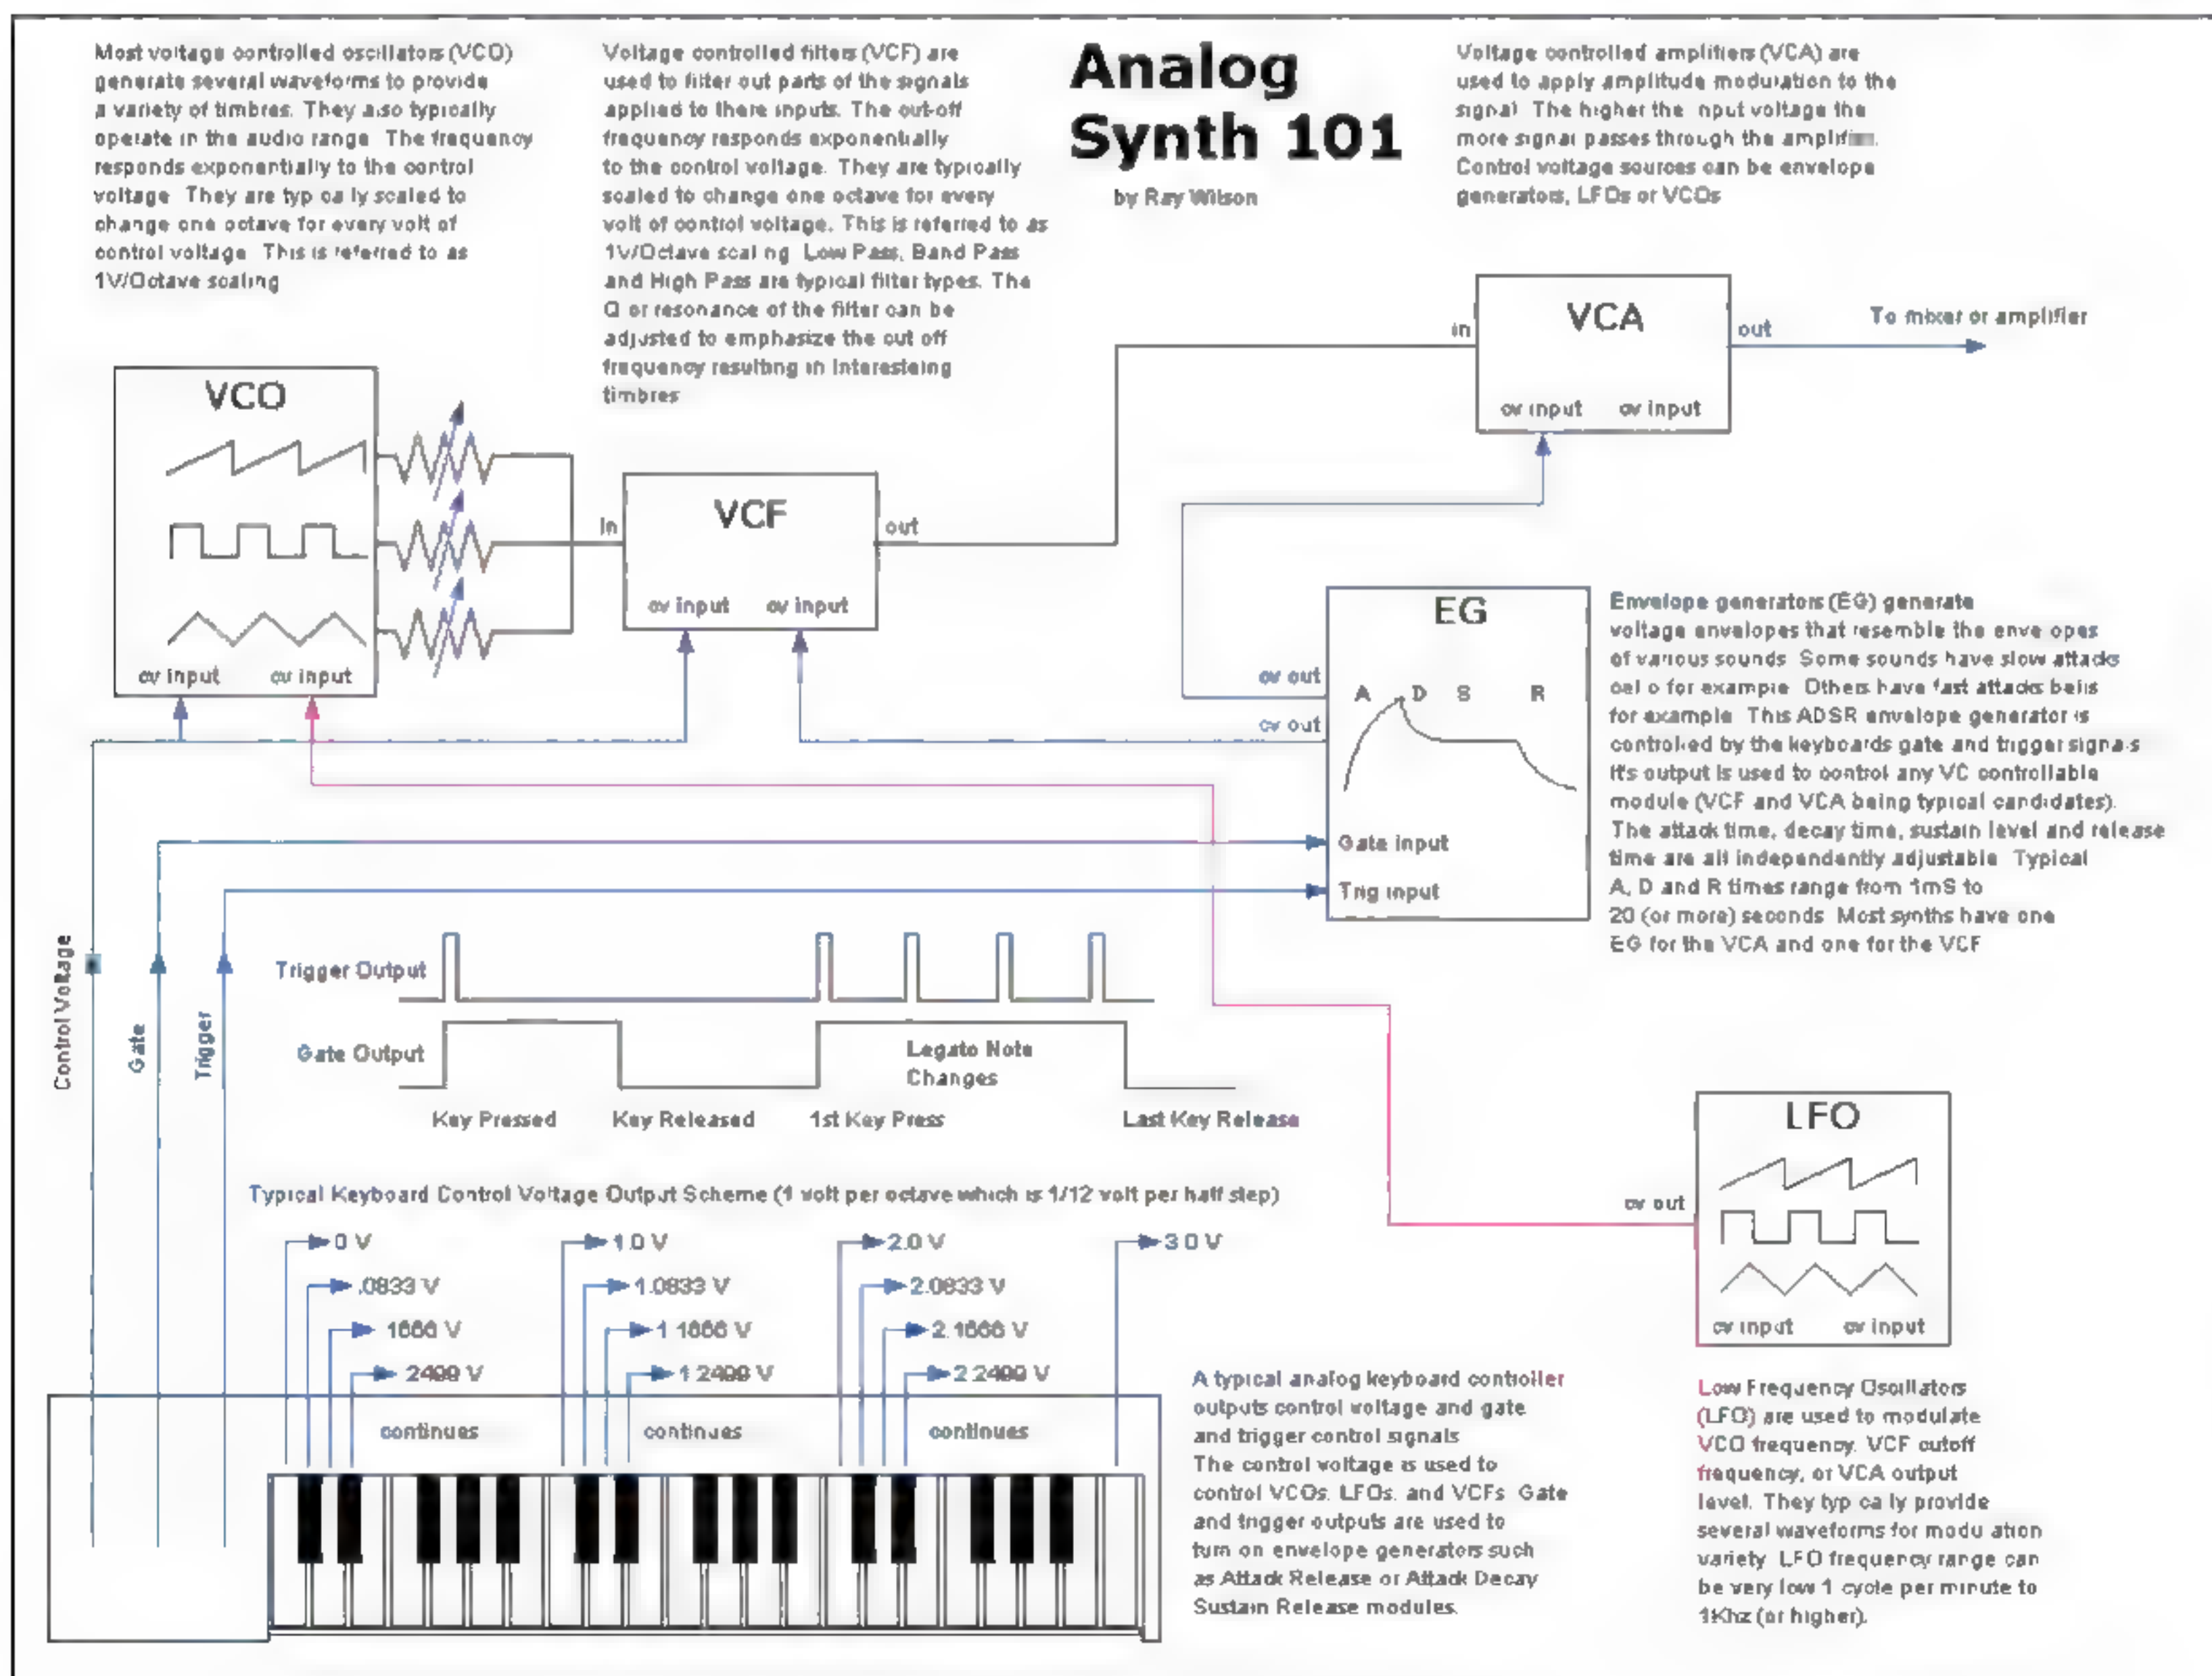 Analog
Synth 101
by Ray Wilson
Most voltage controlled oscillators (VCO)
generate several waveforms to provide
a variety of timbres. They also typically
operate in the audio range The frequency
responds exponentially to the control
voltage They are typically scaled to
change one octave for every volt of
control voltage This is referred to as
1V/Octave scaling
Voltage controlled filters (VCF) are
used to filter out parts of the signals
applied to there inputs. The cut-off
frequency responds exponentially
to the control voltage. They are typically
scaled to change one octave for every
volt of control voltage. This is referred to as
1V/Octave scaling Low Pass, Band Pass
and High Pass are typical filter types. The
Q or resonance of the filter can be
adjusted to emphasize the cut off
frequency resulting in interesteing
timbres
Voltage controlled amplifiers (VCA) are
used to apply amplitude modulation to the
signal The higher the input voltage the
more signal passes through the amplifier.
Control voltage sources can be envelope
generators, LFOs or VCOs
VCO
cv input cv input
in
VCF
out
cv input cv input
in
VCA
out
To mixer or amplifier
cv input cv input
EG
cv out
A D S R
cv out
Gate input
Trig input
Envelope generators (EG) generate
voltage envelopes that resemble the envelopes
of various sounds Some sounds have slow attacks
cello for example Others have fast attacks bells
for example This ADSR envelope generator is
controlled by the keyboards gate and trigger signals
It's output is used to control any VC controllable
module (VCF and VCA being typical candidates).
The attack time, decay time, sustain level and release
time are all independently adjustable Typical
A, D and R times range from 1mS to
20 (or more) seconds Most synths have one
EG for the VCA and one for the VCF
Control Voltage
Gate
Trigger
Trigger Output
Gate Output
Legato Note
Changes
Key Pressed
Key Released
1st Key Press
Last Key Release
Typical Keyboard Control Voltage Output Scheme (1 volt per octave which is 1/12 volt per half step)
0 V 1.0 V 2.0 V 3.0 V
.0833 V 1.0833 V 2.0833 V
.1666 V 1.1666 V 2.1666 V
.2499 V 1.2499 V 2.2499 V
continues continues continues
A typical analog keyboard controller
outputs control voltage and gate
and trigger control signals
The control voltage is used to
control VCOs, LFOs, and VCFs Gate
and trigger outputs are used to
turn on envelope generators such
as Attack Release or Attack Decay
Sustain Release modules.
LFO
cv out
cv input cv input
Low Frequency Oscillators
(LFO) are used to modulate
VCO frequency, VCF cutoff
frequency, or VCA output
level. They typically provide
several waveforms for modulation
variety LFO frequency range can
be very low 1 cycle per minute to
1Khz (or higher).